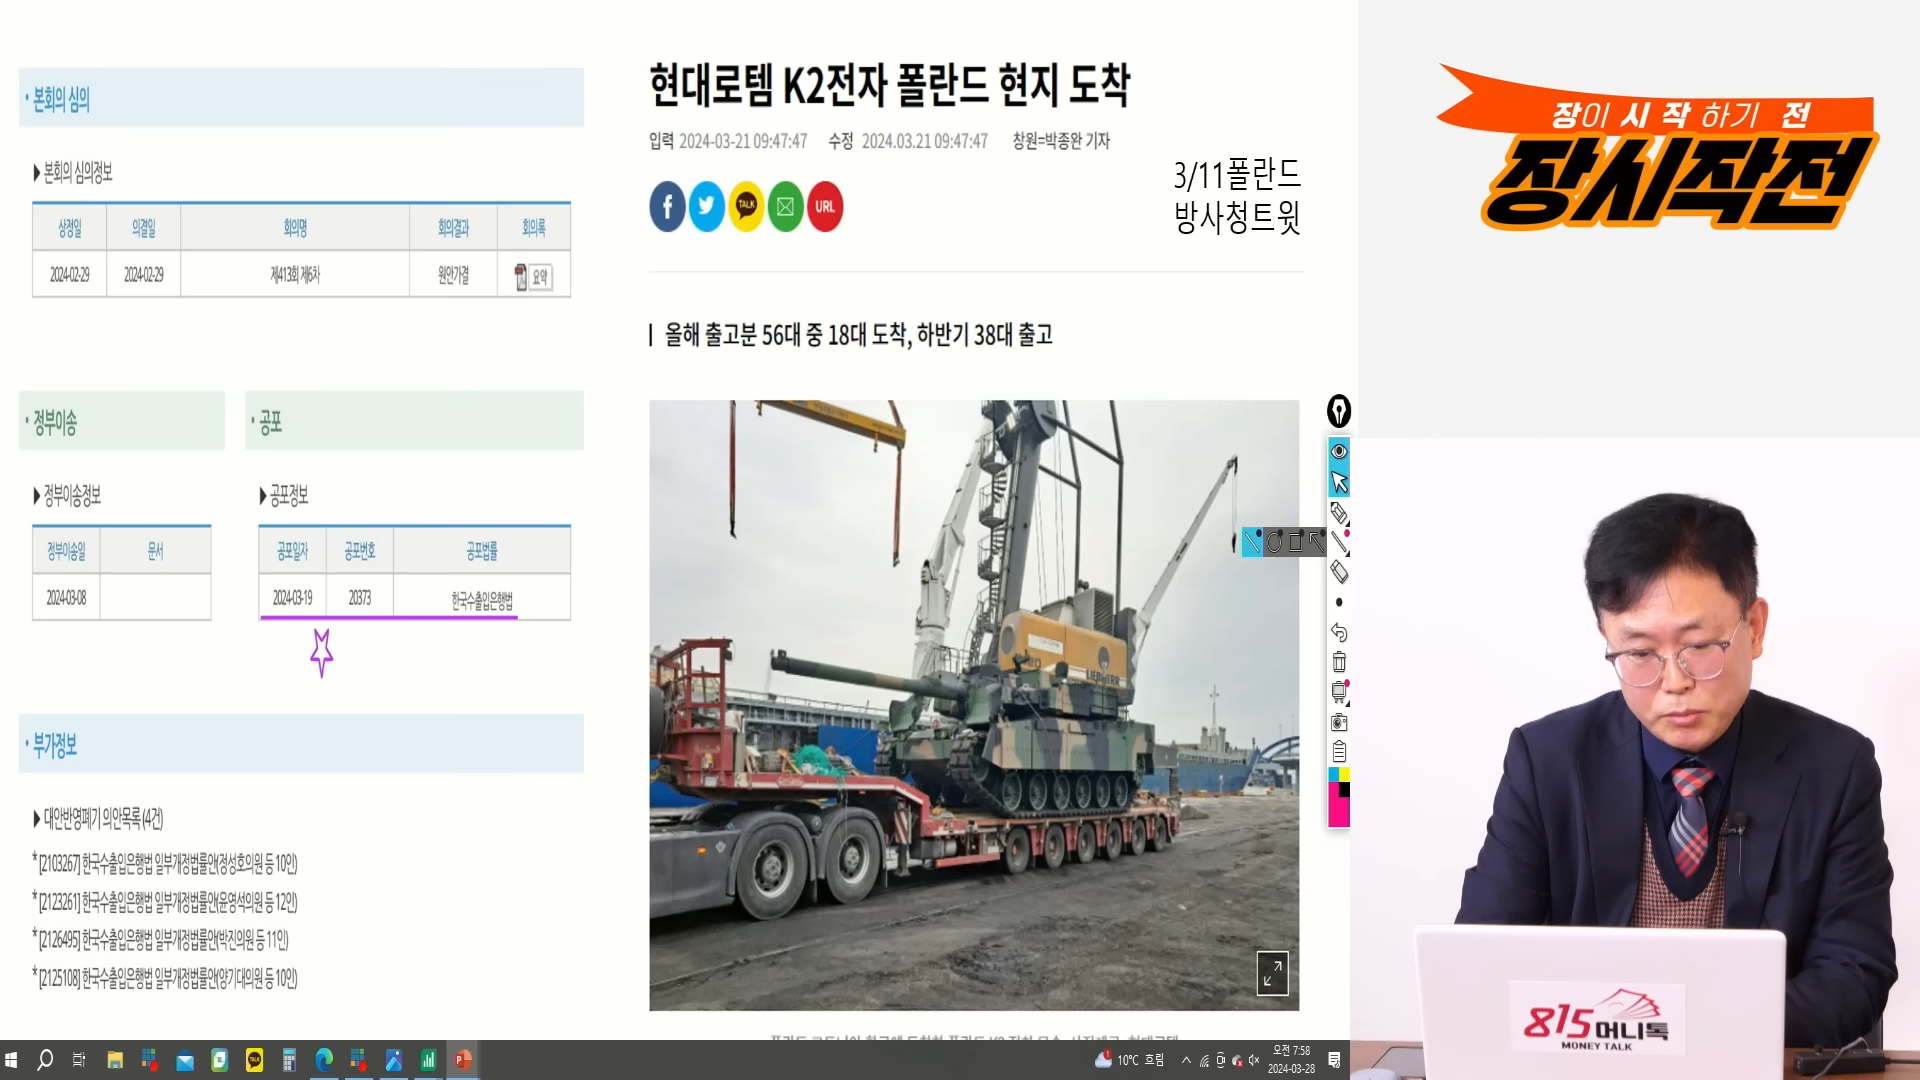 · 본회의 심의
▶본회의 심의정보
상정일 의결일 회의명 회의결과 회의록
2024-02-29 2024-02-29 제413회 제6차 원안가결 요약
· 정부이송
· 공포
▶정부이송정보
▶공포정보
정부이송일 문서
공포일자 공포번호 공포법률
2024-03-08
2024-03-19 20373 한국수출입은행법
· 부가정보
▶대안반영폐기 의안목록 (4건)
* [2103267] 한국수출입은행법 일부개정법률안(정성호의원 등 10인)
* [2123261] 한국수출입은행법 일부개정법률안(윤영석의원 등 12인)
* [2126495] 한국수출입은행법 일부개정법률안(박진의원 등 11인)
* [2125108] 한국수출입은행법 일부개정법률안(양기대의원 등 10인)
현대로템 K2전자 폴란드 현지 도착
입력 2024-03-21 09:47:47 수정 2024.03.21 09:47:47 창원=박종완 기자
3/11폴란드
방사청트윗
TALK
URL
올해 출고분 56대 중 18대 도착, 하반기 38대 출고
LIEBHERR
장이 시작하기 전
장시작전
815머니톡
MONEY TALK
TALK
10℃ 흐림
오전 7:58
2024-03-28